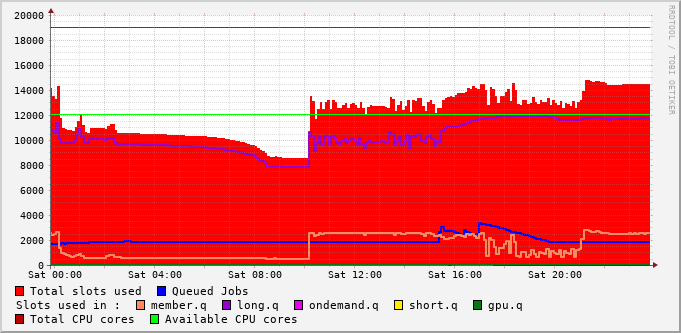 20000
18000
16000
14000
12000
10000
8000
6000
4000
2000
0
Sat 00:00 Sat 04:00 Sat 08:00 Sat 12:00 Sat 16:00 Sat 20:00
Total slots used Queued Jobs
Slots used in : member.q long.q ondemand.q short.q gpu.q
Total CPU cores Available CPU cores
RRDTOOL / TOBI OETIKER